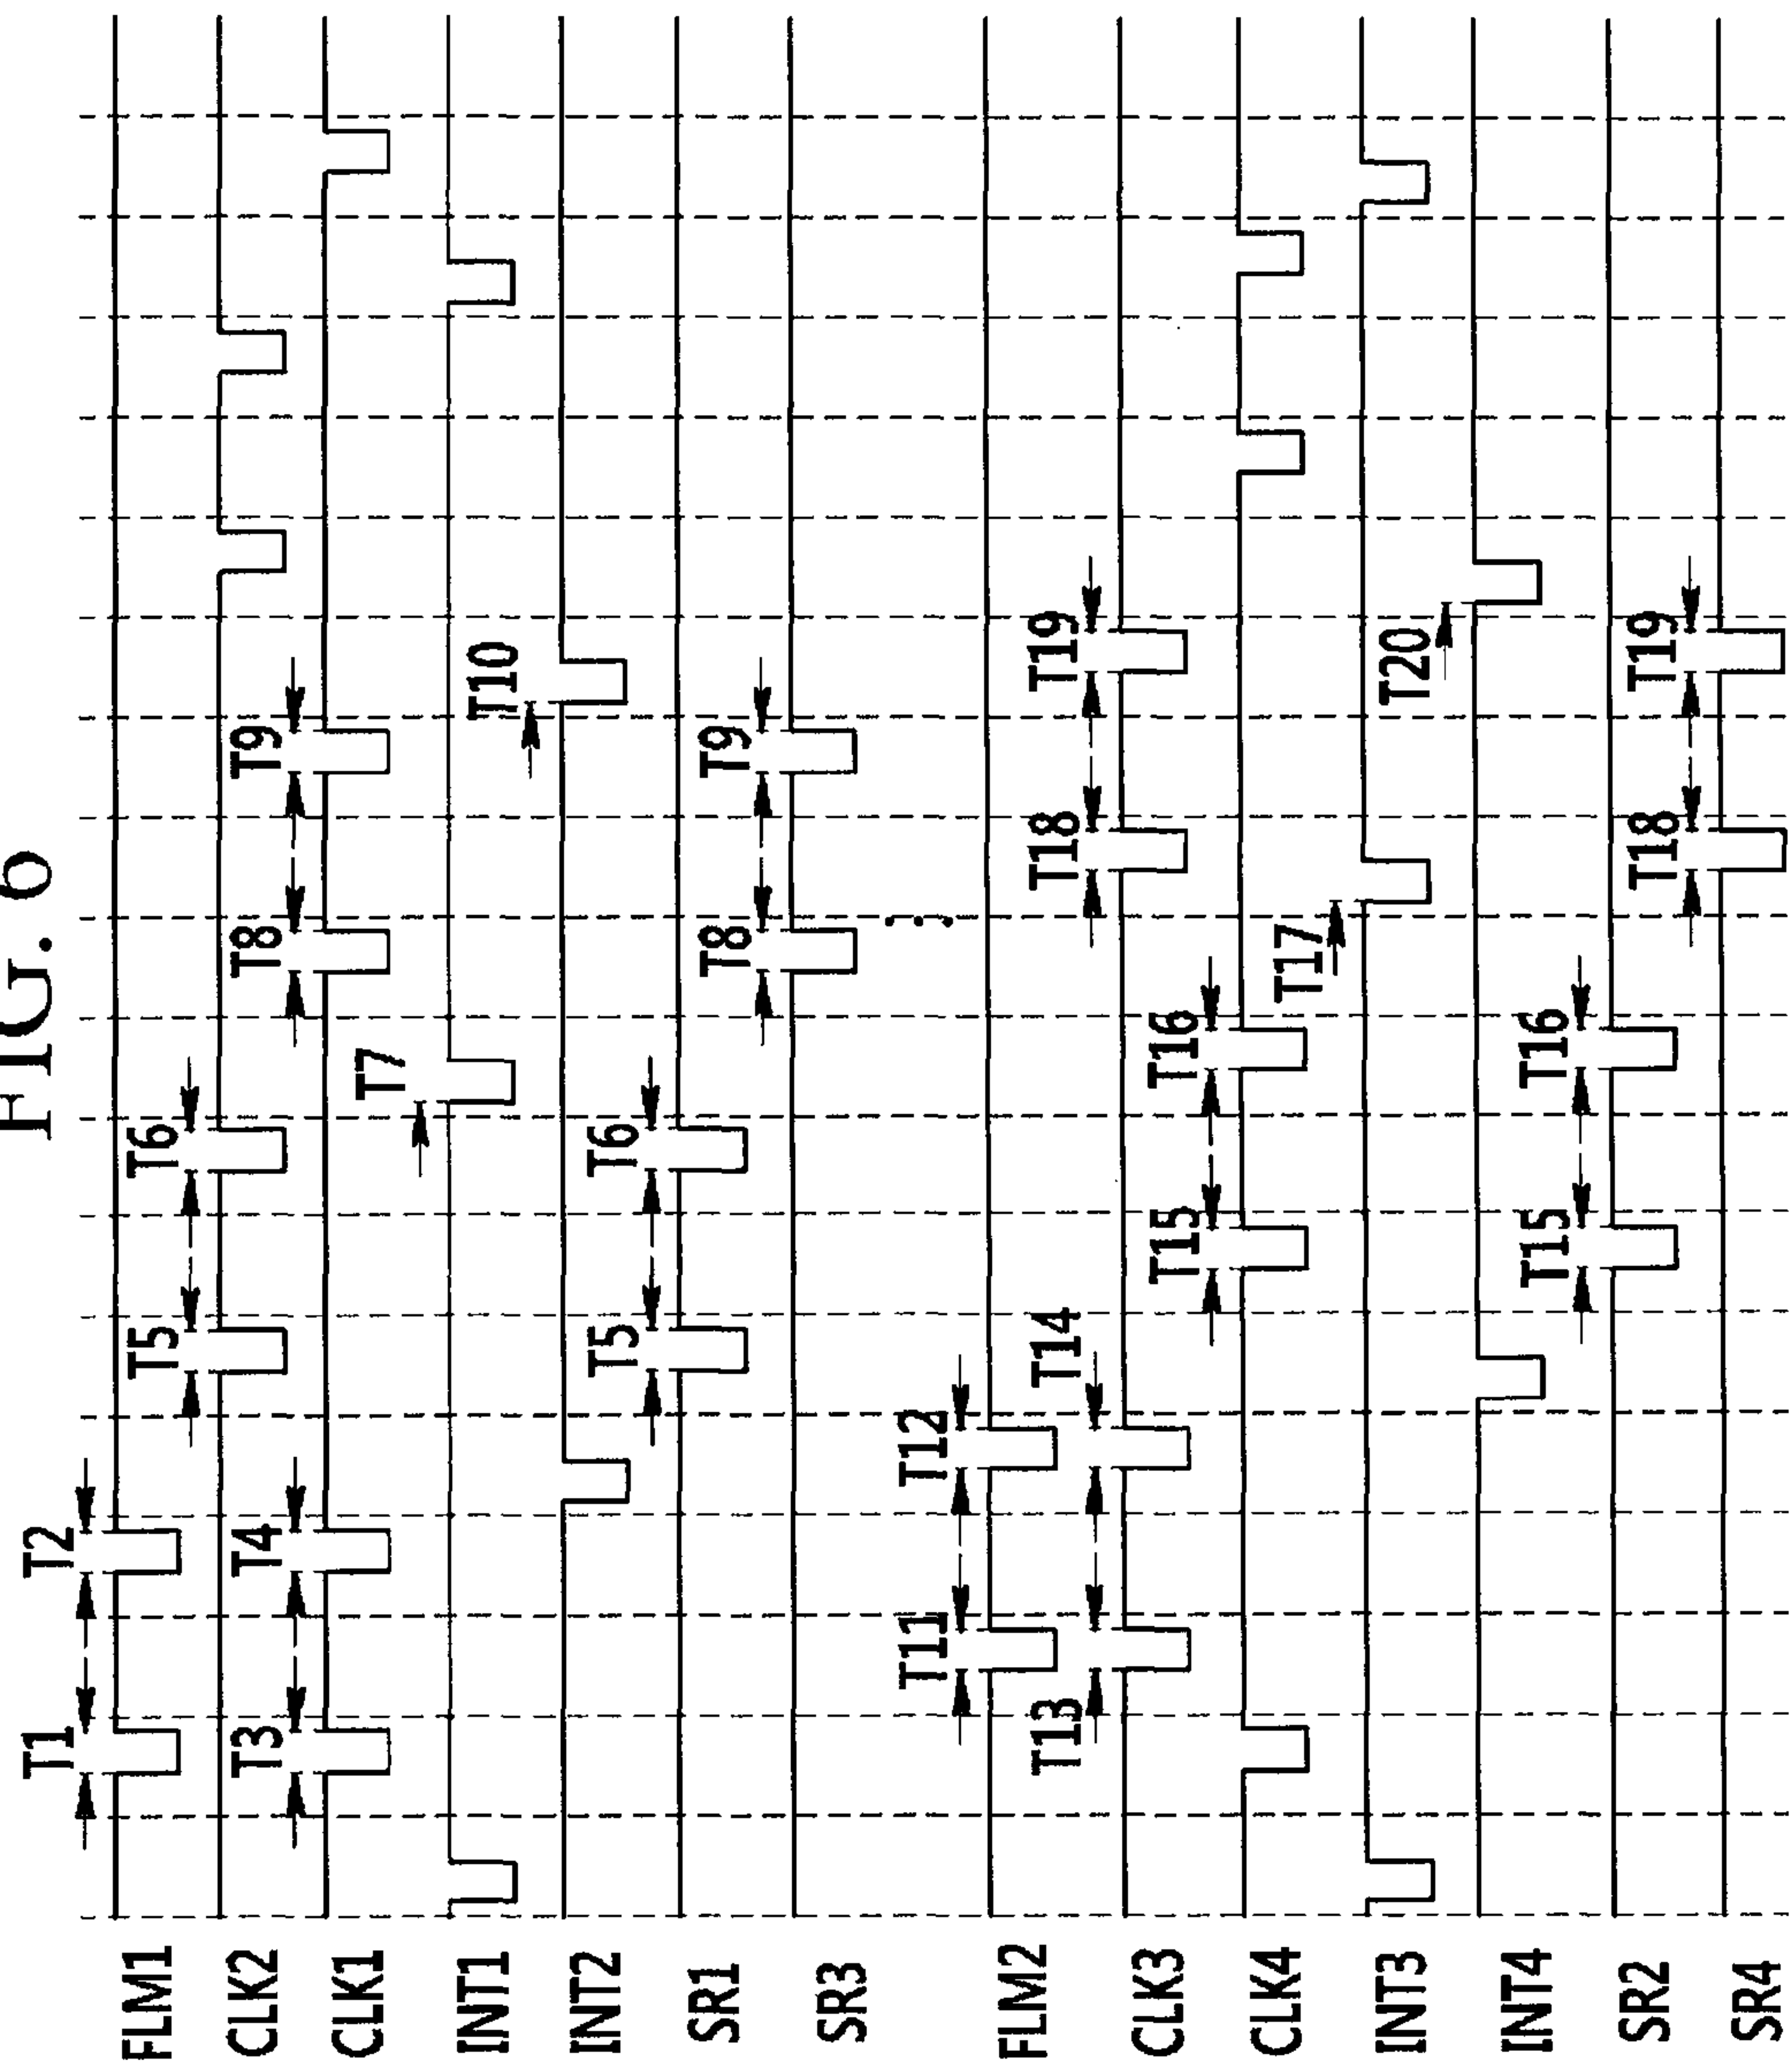 FIG. 6
FLM1 T1 T2
CLK2 T5 T6
CLK1 T3 T4 T8 T9
INT1 T7
INT2 T10
SR1 T5 T6
SR3 T8 T9
FLM2 T11 T12
CLK3 T13 T14 T18 T19
CLK4 T15 T16
INT3 T17
INT4 T20
SR2 T15 T16
SR4 T18 T19